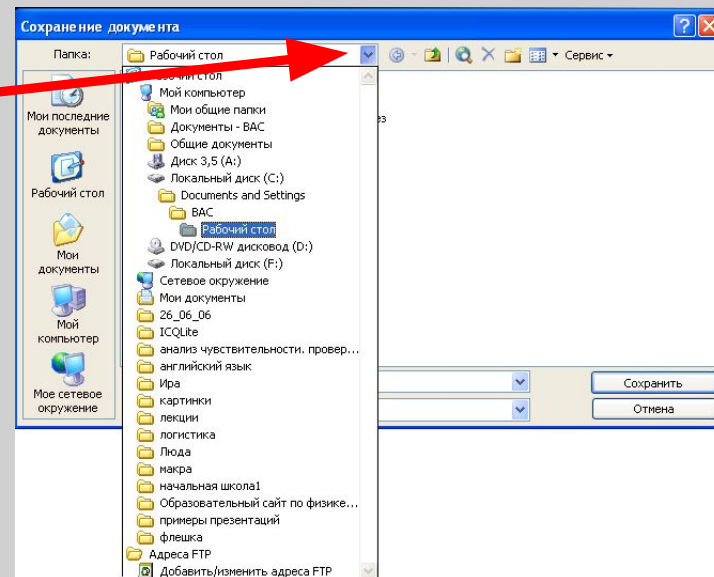 Сохранение документа
Папка:
Рабочий стол
Сервис
Мои последние
документы
Рабочий стол
Мои
документы
Мой
компьютер
Мое сетевое
окружение
стол
Мой компьютер
Мои общие папки
Документы - BAC
Общие документы
Диск 3,5 (A:)
Локальный диск (C:)
Documents and Settings
BAC
Рабочий стол
DVD/CD-RW дисковод (D:)
Локальный диск (F:)
Сетевое окружение
Мои документы
26_06_06
ICQLite
анализ чувствительности. провер...
английский язык
Ира
картинки
лекции
логистика
Люда
макра
начальная школа1
Образовательный сайт по физике...
примеры презентаций
флешка
Адреса FTP
Добавить/изменить адреса FTP
ез
Сохранить
Отмена